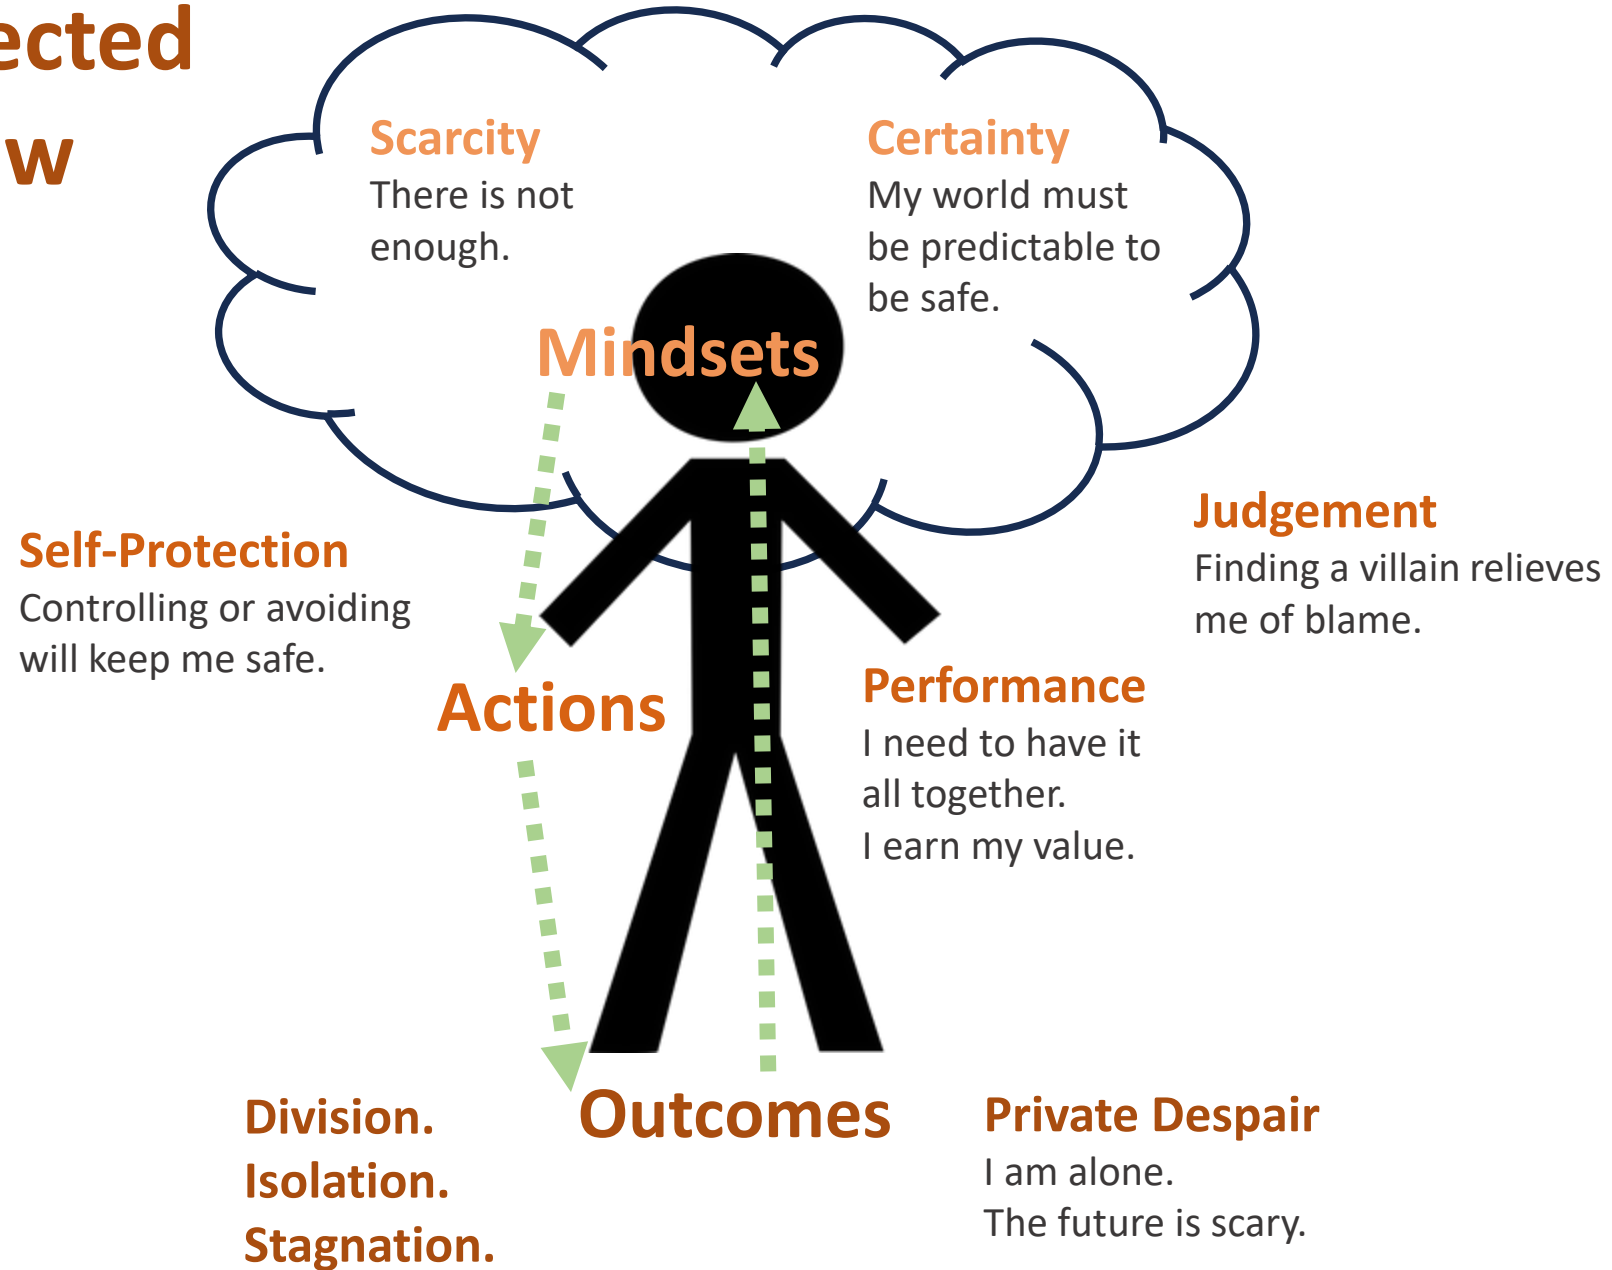 ected
w
Scarcity
There is not
enough.
Certainty
My world must
be predictable to
be safe.
Mindsets
Self-Protection
Controlling or avoiding
will keep me safe.
Judgement
Finding a villain relieves
me of blame.
Actions
Performance
I need to have it
all together.
I earn my value.
Outcomes
Division.
Isolation.
Stagnation.
Private Despair
I am alone.
The future is scary.